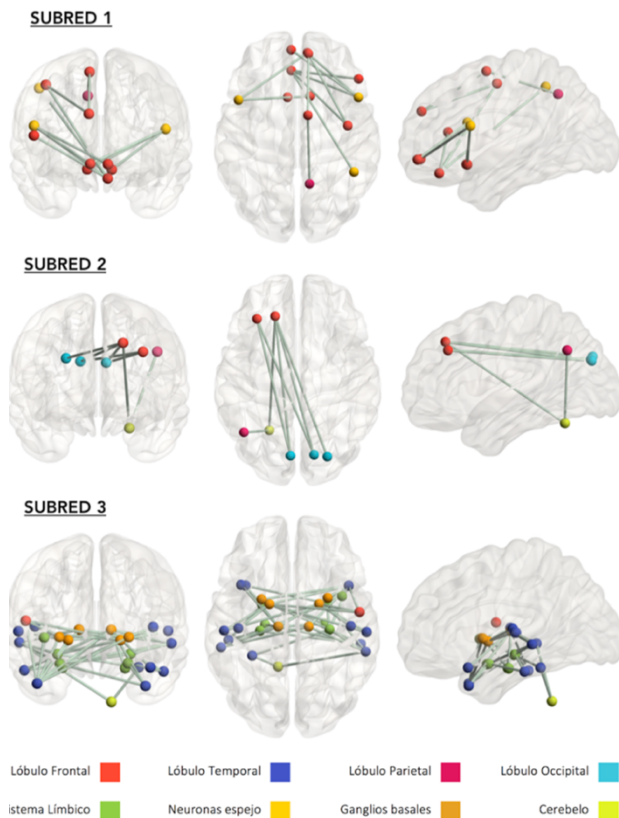 SUBRED 1
SUBRED 2
SUBRED 3
Lóbulo Frontal Lóbulo Temporal Lóbulo Parietal Lóbulo Occipital
istema Límbico Neuronas espejo Ganglios basales Cerebelo